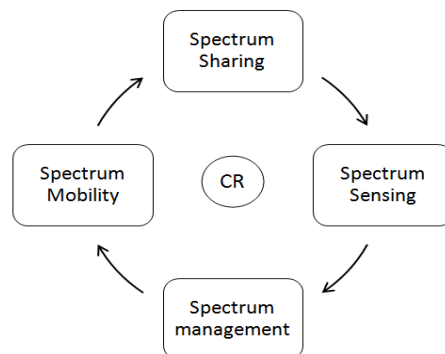 Spectrum
Sharing
Spectrum
Mobility
CR
Spectrum
Sensing
Spectrum
management